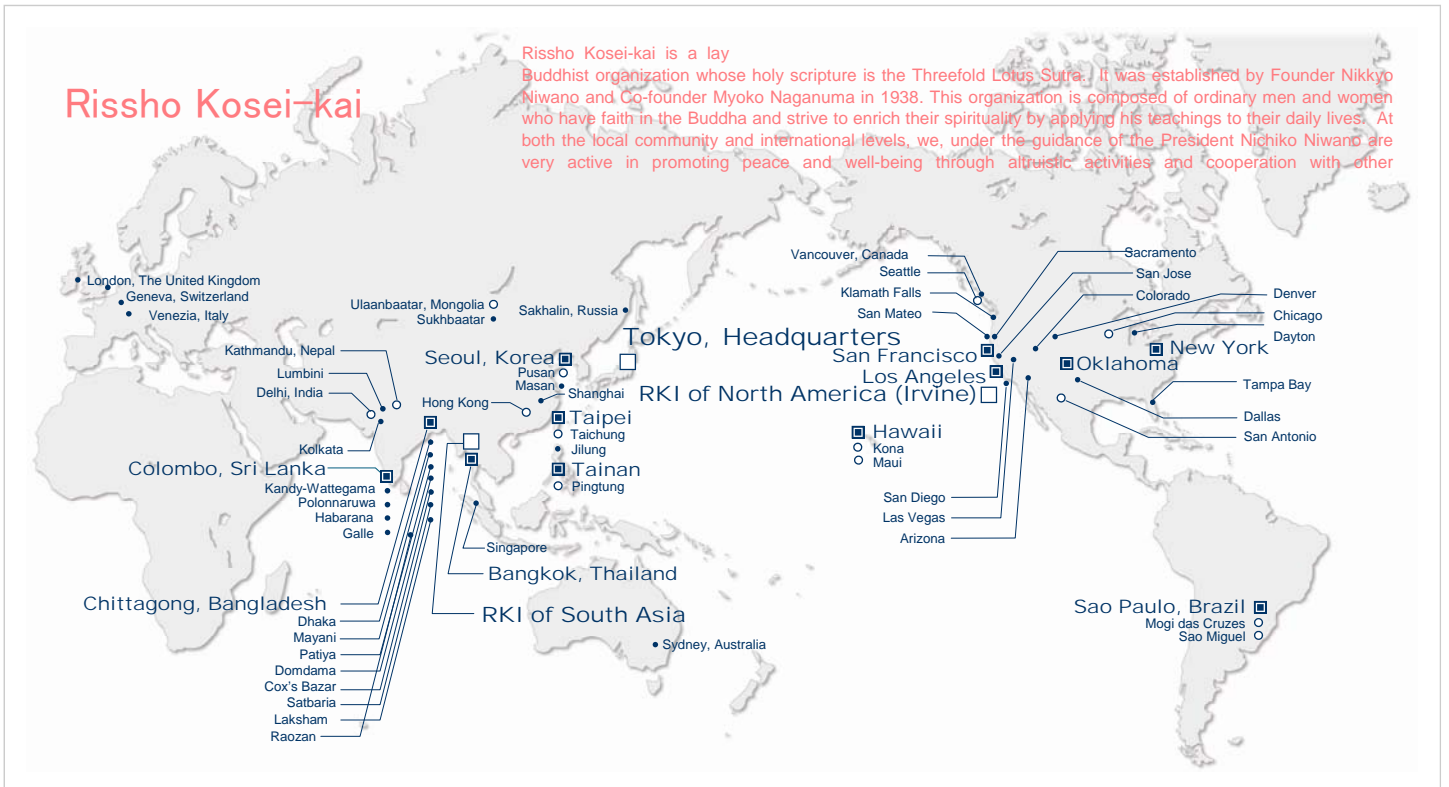 Rissho Kosei-kai
Rissho Kosei-kai is a lay
Buddhist organization whose holy scripture is the Threefold Lotus Sutra. It was established by Founder Nikkyo
Niwano and Co-founder Myoko Naganuma in 1938. This organization is composed of ordinary men and women
who have faith in the Buddha and strive to enrich their spirituality by applying his teachings to their daily lives. At
both the local community and international levels, we, under the guidance of the President Nichiko Niwano are
very active in promoting peace and well-being through altruistic activities and cooperation with other
London, The United Kingdom
Geneva, Switzerland
Venezia, Italy
Ulaanbaatar, Mongolia
Sukhbaatar
Sakhalin, Russia
Tokyo, Headquarters
Seoul, Korea
Pusan
Masan
Shanghai
Hong Kong
Kathmandu, Nepal
Lumbini
Delhi, India
Kolkata
Colombo, Sri Lanka
Kandy-Wattegama
Polonnaruwa
Habarana
Galle
Taipei
Taichung
Jilung
Tainan
Pingtung
Singapore
Bangkok, Thailand
RKI of South Asia
Chittagong, Bangladesh
Dhaka
Mayani
Patiya
Domdama
Cox's Bazar
Satbaria
Laksham
Raozan
Sydney, Australia
Vancouver, Canada
Seattle
Klamath Falls
San Mateo
San Francisco
Los Angeles
RKI of North America (Irvine)
Hawaii
Kona
Maui
San Diego
Las Vegas
Arizona
Sacramento
San Jose
Colorado
Denver
Chicago
Dayton
New York
Oklahoma
Tampa Bay
Dallas
San Antonio
Sao Paulo, Brazil
Mogi das Cruzes
Sao Miguel